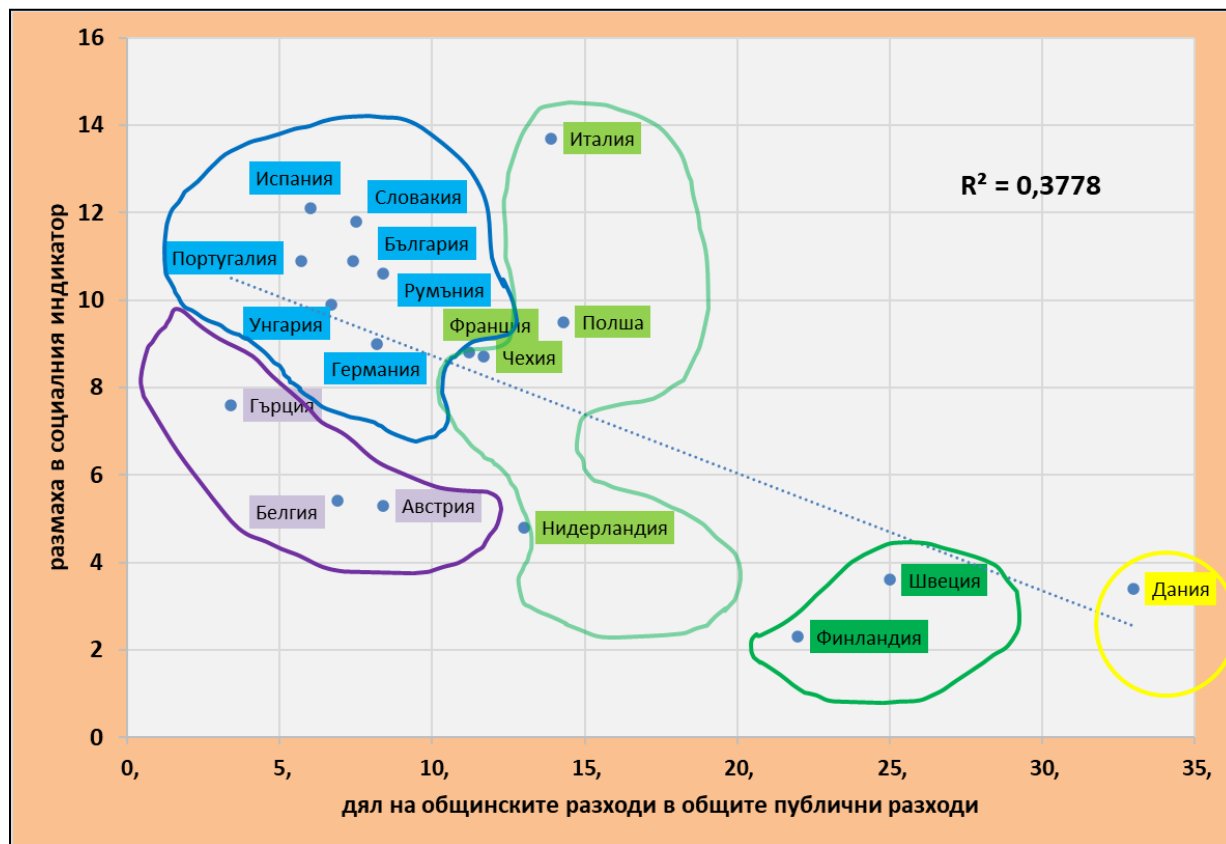 16
14
12
10
8
6
4
2
0
размаха в социалния индикатор
Италия
R² = 0,3778
Испания
Словакия
България
Португалия
Румъния
Унгария
Франция
Полша
Чехия
Германия
Гърция
Белгия
Австрия
Нидерландия
Швеция
Дания
Финландия
0, 5, 10, 15, 20, 25, 30, 35,
дял на общинските разходи в общите публични разходи